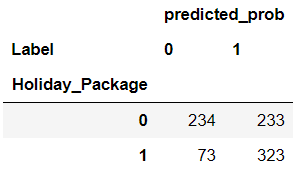 predicted_prob
Label 0 1
Holiday_Package
0 234 233
1 73 323